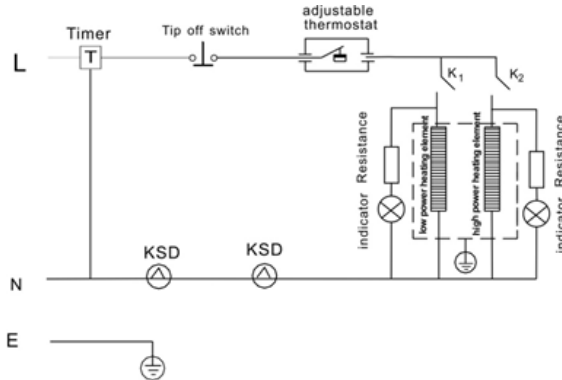 adjustable
thermostat
Tip off switch
Timer
L
T
K1
K2
indicator Resistance
low power heating element
high power heating element
indicator Resistance
KSD
KSD
N
E